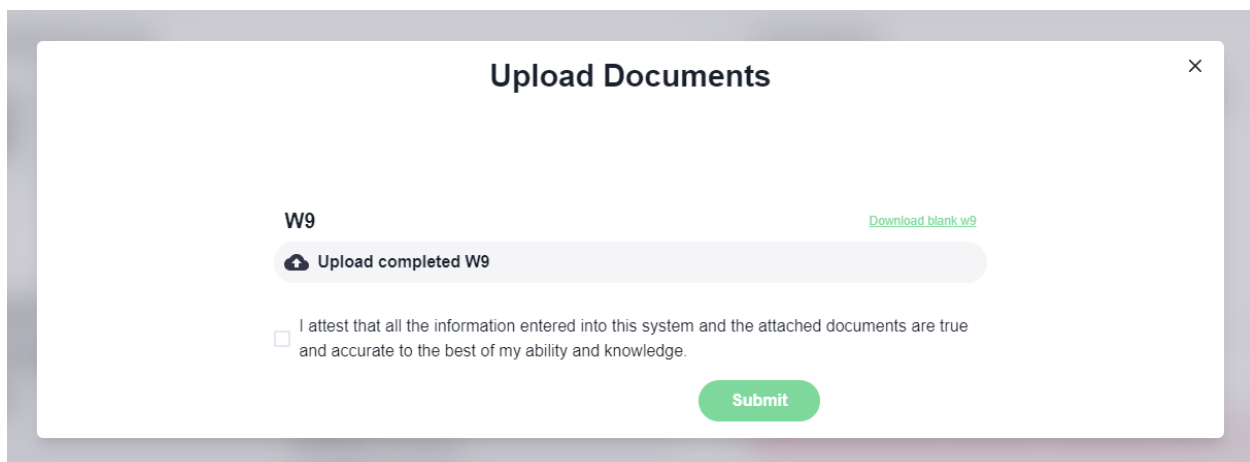 Upload Documents
W9
Download blank w9
Upload completed W9
I attest that all the information entered into this system and the attached documents are true
and accurate to the best of my ability and knowledge.
Submit